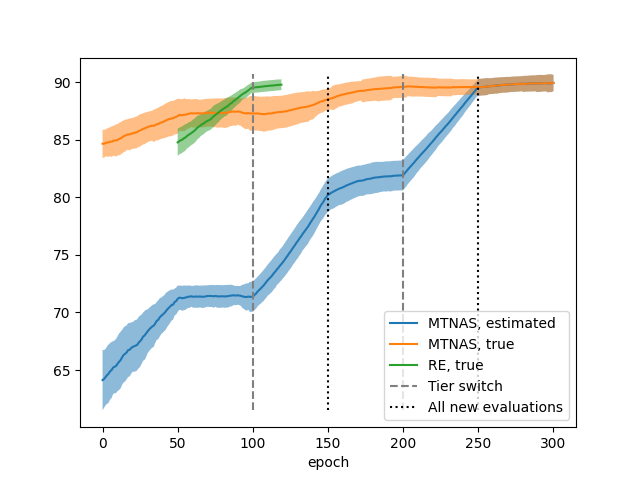 90
85
80
75
70
65
0 50 100 150 200 250 300
epoch
MTNAS, estimated
MTNAS, true
RE, true
Tier switch
All new evaluations